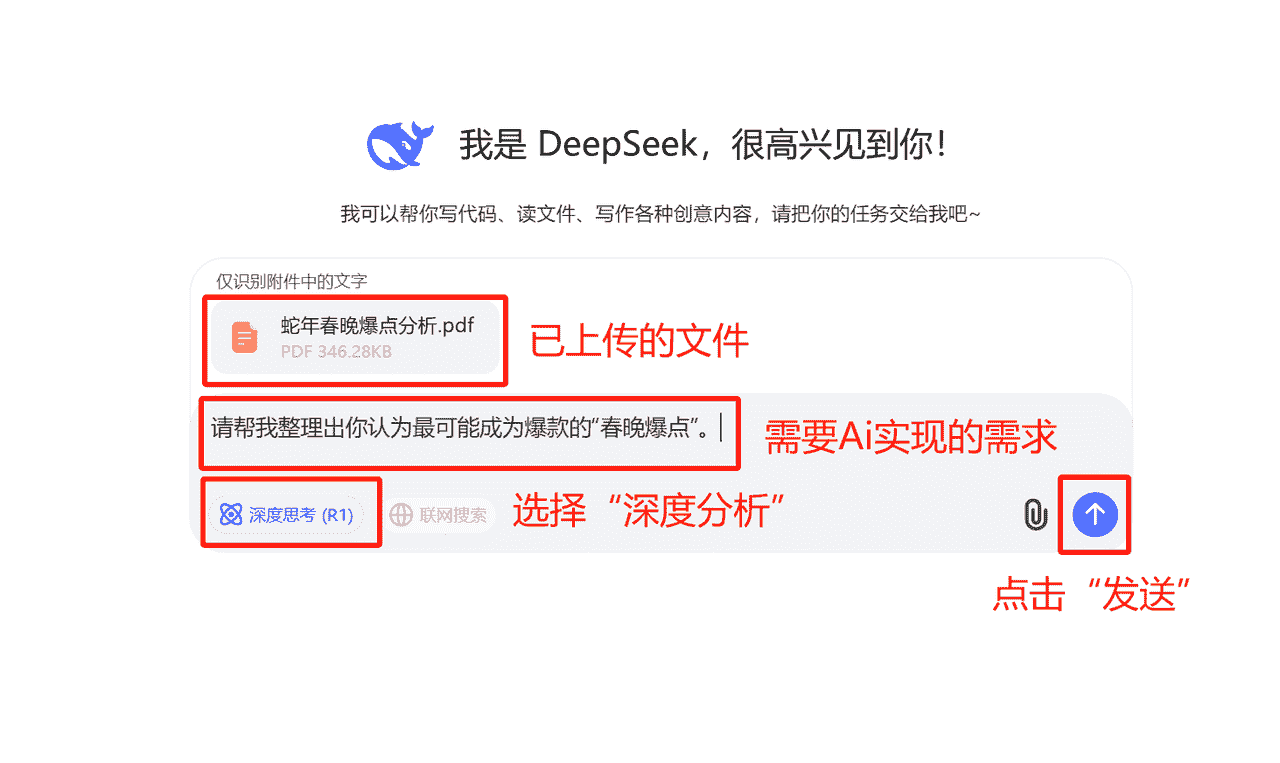 我是 DeepSeek，很高兴见到你！
我可以帮你写代码、读文件、写作各种创意内容，请把你的任务交给我吧~
仅识别附件中的文字
蛇年春晚爆点分析.pdf
PDF 346.28KB
已上传的文件
请帮我整理出你认为最可能成为爆款的“春晚爆点”。
需要Ai实现的需求
深度思考 (R1)
联网搜索
选择“深度分析”
点击“发送”